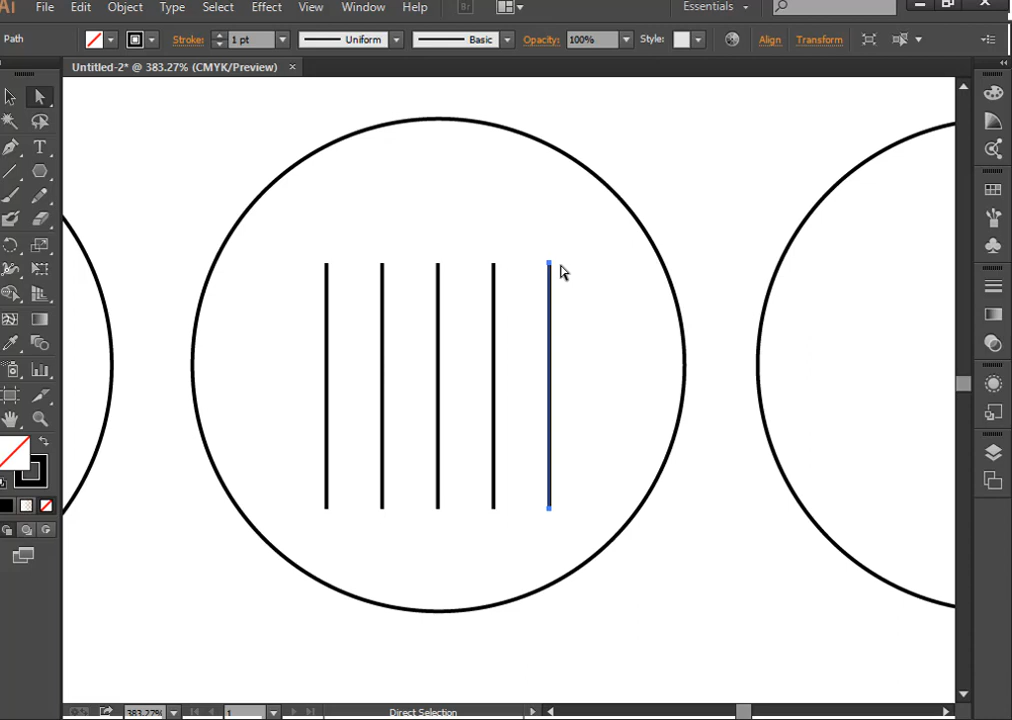 Ai File Edit Object Type Select Effect View Window Help Br Essentials
Path Stroke: 1 pt Uniform Basic Opacity: 100% Style: Align Transform
Untitled-2* @ 383.27% (CMYK/Preview) ×
T
383.27% 1 Direct Selection